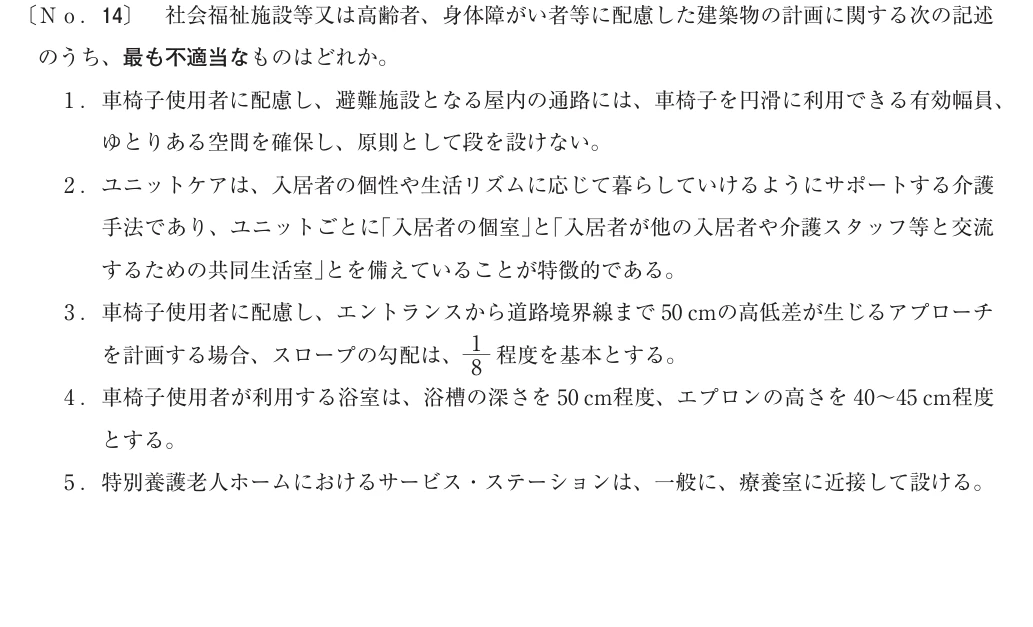 〔Ｎｏ．14〕　社会福祉施設等又は高齢者、身体障がい者等に配慮した建築物の計画に関する次の記述
のうち、最も不適当なものはどれか。
１．車椅子使用者に配慮し、避難施設となる屋内の通路には、車椅子を円滑に利用できる有効幅員、
ゆとりある空間を確保し、原則として段を設けない。
２．ユニットケアは、入居者の個性や生活リズムに応じて暮らしていけるようにサポートする介護
手法であり、ユニットごとに「入居者の個室」と「入居者が他の入居者や介護スタッフ等と交流
するための共同生活室」とを備えていることが特徴的である。
３．車椅子使用者に配慮し、エントランスから道路境界線まで 50 cmの高低差が生じるアプローチ
を計画する場合、スロープの勾配は、1/8 程度を基本とする。
４．車椅子使用者が利用する浴室は、浴槽の深さを 50 cm程度、エプロンの高さを 40～45 cm程度
とする。
５．特別養護老人ホームにおけるサービス・ステーションは、一般に、療養室に近接して設ける。